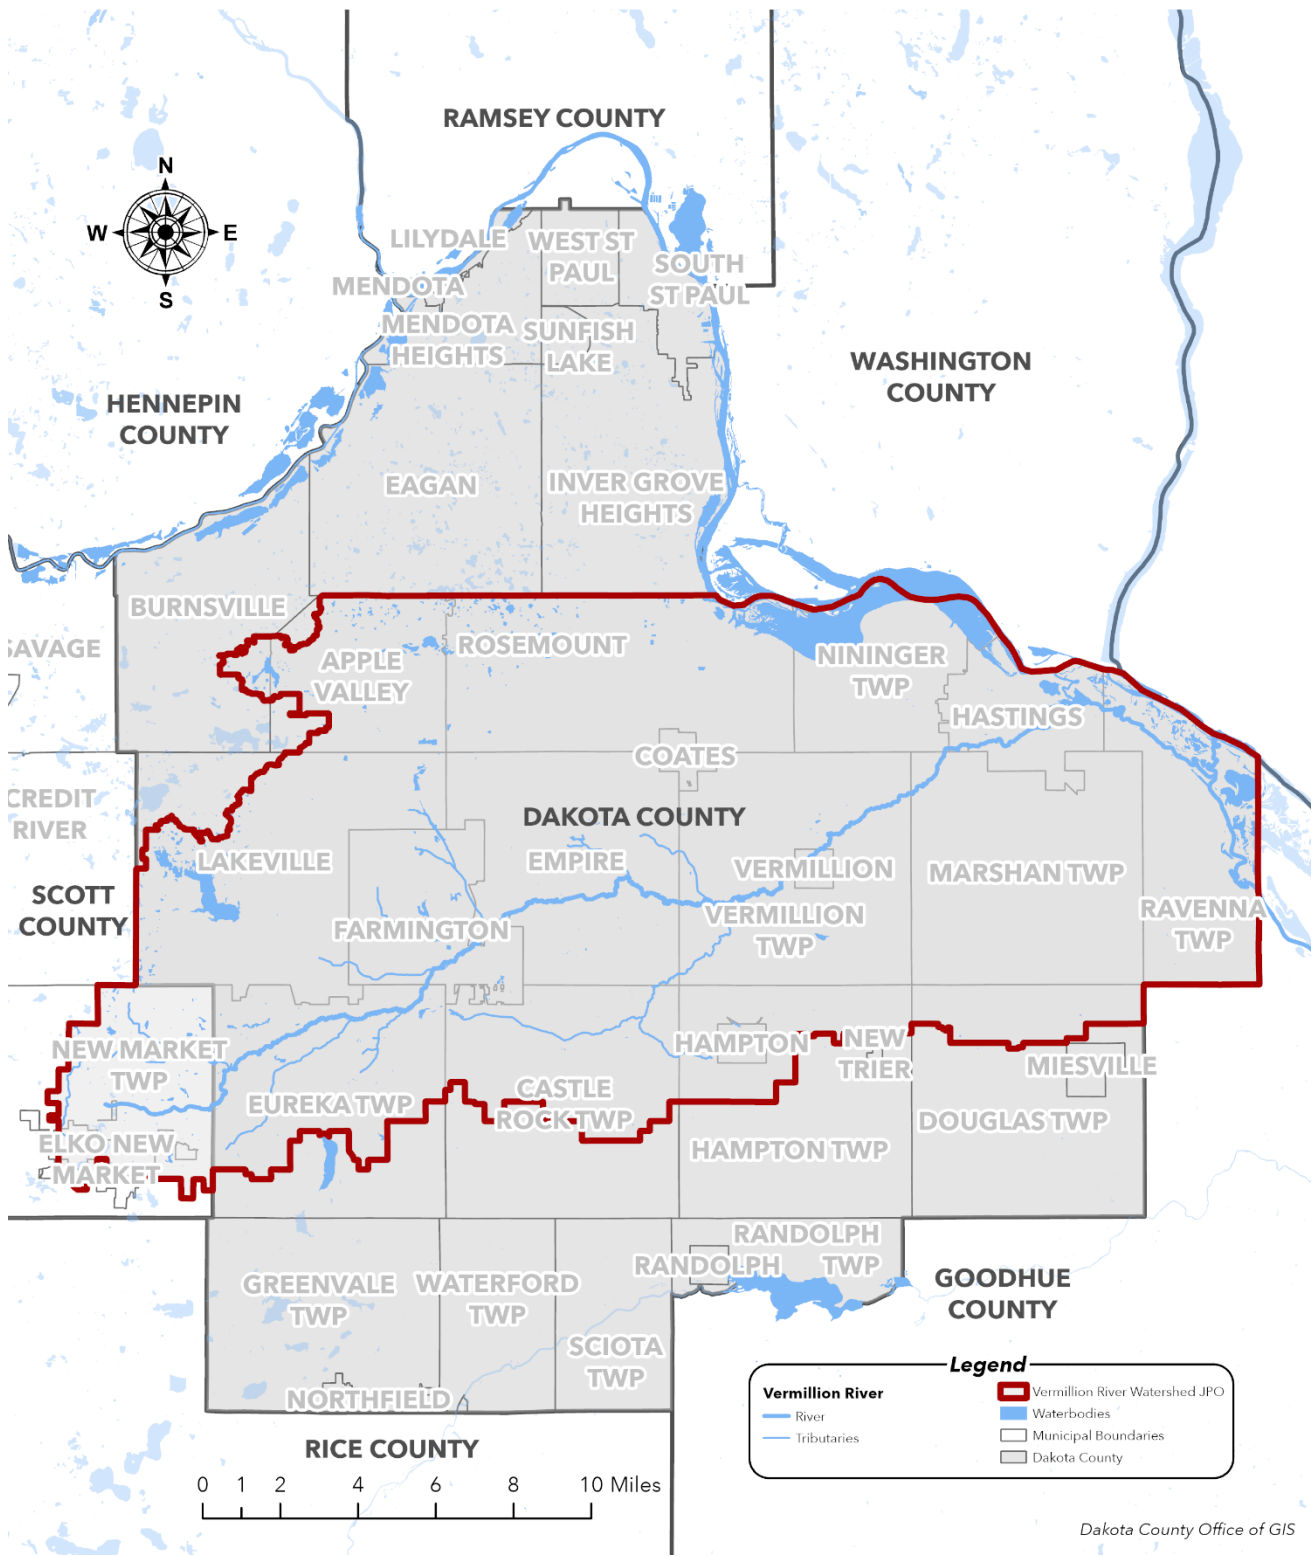 RAMSEY COUNTY
N
W
E
S
LILYDALE
WEST ST
PAUL
SOUTH
ST PAUL
MENDOTA
MENDOTA
HEIGHTS
SUNFISH
LAKE
WASHINGTON
COUNTY
HENNEPIN
COUNTY
EAGAN
INVER GROVE
HEIGHTS
BURNSVILLE
SAVAGE
APPLE
VALLEY
ROSEMOUNT
NININGER
TWP
HASTINGS
COATES
CREDIT
RIVER
DAKOTA COUNTY
LAKEVILLE
EMPIRE
VERMILLION
MARSHAN TWP
SCOTT
COUNTY
FARMINGTON
VERMILLION
TWP
RAVENNA
TWP
NEW MARKET
TWP
HAMPTON
NEW
TRIER
MIESVILLE
EUREKA TWP
CASTLE
ROCK TWP
DOUGLAS TWP
ELKO NEW
MARKET
HAMPTON TWP
RANDOLPH
TWP
RANDOLPH
GREENVALE
TWP
WATERFORD
TWP
GOODHUE
COUNTY
SCIOTA
TWP
NORTHFIELD
RICE COUNTY
0 1 2 4 6 8 10 Miles
Legend
Vermillion River
River
Tributaries
Vermillion River Watershed JPO
Waterbodies
Municipal Boundaries
Dakota County
Dakota County Office of GIS